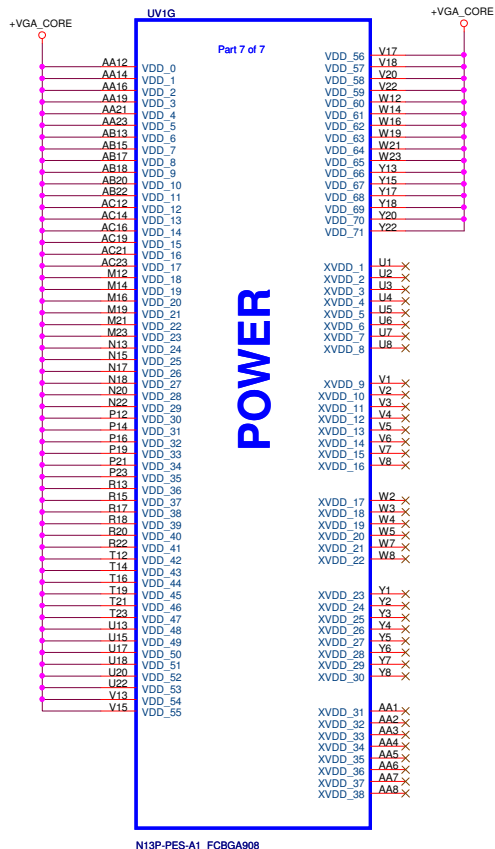 +VGA_CORE
UV1G
+VGA_CORE
Part 7 of 7
AA12 VDD_0
AA14 VDD_1
AA16 VDD_2
AA19 VDD_3
AA21 VDD_4
AA23 VDD_5
AB13 VDD_6
AB15 VDD_7
AB17 VDD_8
AB18 VDD_9
AB20 VDD_10
AB22 VDD_11
AC12 VDD_12
AC14 VDD_13
AC16 VDD_14
AC19 VDD_15
AC21 VDD_16
AC23 VDD_17
M12 VDD_18
M14 VDD_19
M16 VDD_20
M19 VDD_21
M21 VDD_22
M23 VDD_23
N13 VDD_24
N15 VDD_25
N17 VDD_26
N18 VDD_27
N20 VDD_28
N22 VDD_29
P12 VDD_30
P14 VDD_31
P16 VDD_32
P19 VDD_33
P21 VDD_34
P23 VDD_35
R13 VDD_36
R15 VDD_37
R17 VDD_38
R18 VDD_39
R20 VDD_40
R22 VDD_41
T12 VDD_42
T14 VDD_43
T16 VDD_44
T19 VDD_45
T21 VDD_46
T23 VDD_47
U13 VDD_48
U15 VDD_49
U17 VDD_50
U18 VDD_51
U20 VDD_52
U22 VDD_53
V13 VDD_54
V15 VDD_55
POWER
VDD_56 V17
VDD_57 V18
VDD_58 V20
VDD_59 V22
VDD_60 W12
VDD_61 W14
VDD_62 W16
VDD_63 W19
VDD_64 W21
VDD_65 W23
VDD_66 Y13
VDD_67 Y15
VDD_68 Y17
VDD_69 Y18
VDD_70 Y20
VDD_71 Y22
XVDD_1 U1
XVDD_2 U2
XVDD_3 U3
XVDD_4 U4
XVDD_5 U5
XVDD_6 U6
XVDD_7 U7
XVDD_8 U8
XVDD_9 V1
XVDD_10 V2
XVDD_11 V3
XVDD_12 V4
XVDD_13 V5
XVDD_14 V6
XVDD_15 V7
XVDD_16 V8
XVDD_17 W2
XVDD_18 W3
XVDD_19 W4
XVDD_20 W5
XVDD_21 W7
XVDD_22 W8
XVDD_23 Y1
XVDD_24 Y2
XVDD_25 Y3
XVDD_26 Y4
XVDD_27 Y5
XVDD_28 Y6
XVDD_29 Y7
XVDD_30 Y8
XVDD_31 AA1
XVDD_32 AA2
XVDD_33 AA3
XVDD_34 AA4
XVDD_35 AA5
XVDD_36 AA6
XVDD_37 AA7
XVDD_38 AA8
N13P-PES-A1_FCBGA908